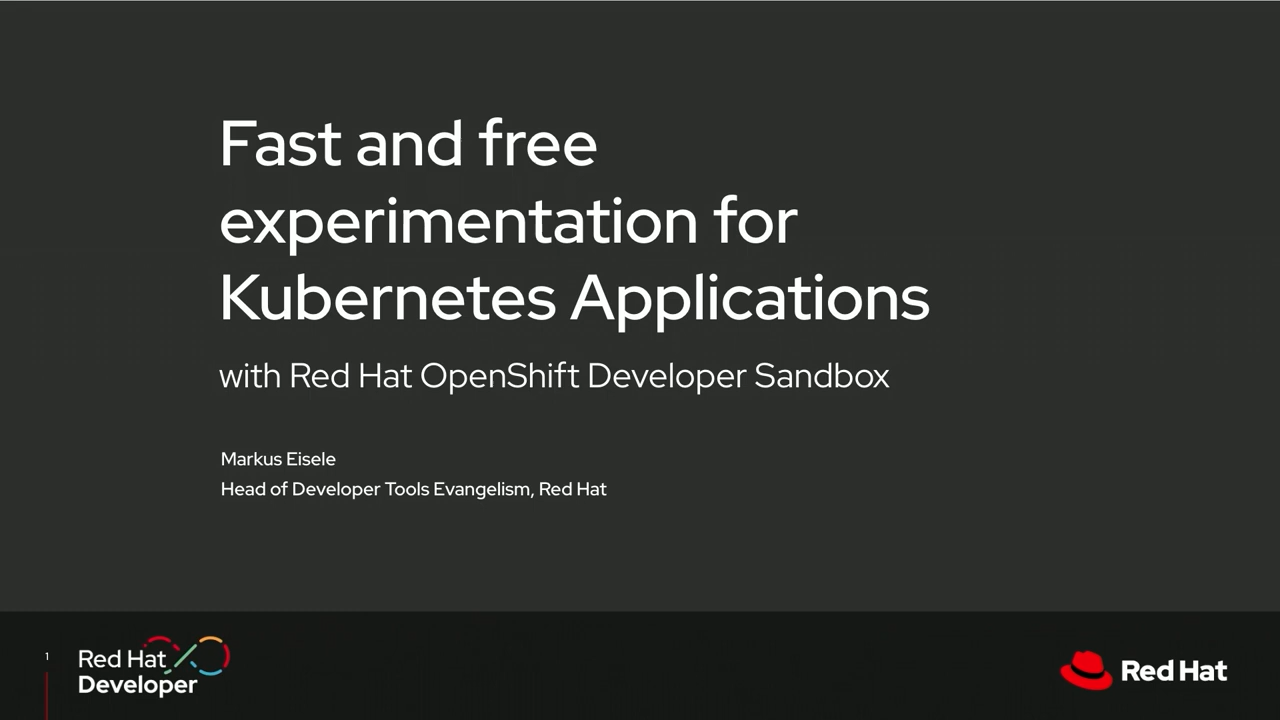 Fast and free
experimentation for
Kubernetes Applications
with Red Hat OpenShift Developer Sandbox
Markus Eisele
Head of Developer Tools Evangelism, Red Hat
1
Red Hat
Developer
Red Hat